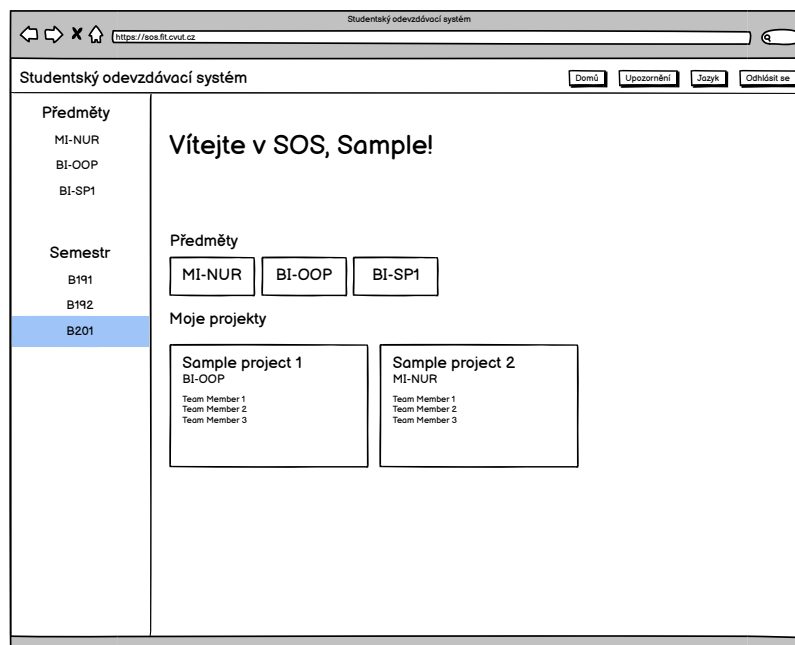 Studentský odevzdávací systém
https://sos.fit.cvut.cz
Studentský odevzdávací systém
Domů
Upozornění
Jazyk
Odhlásit se
Předměty
MI-NUR
BI-OOP
BI-SP1
Semestr
B191
B192
B201
Vítejte v SOS, Sample!
Předměty
MI-NUR
BI-OOP
BI-SP1
Moje projekty
Sample project 1
BI-OOP
Team Member 1
Team Member 2
Team Member 3
Sample project 2
MI-NUR
Team Member 1
Team Member 2
Team Member 3